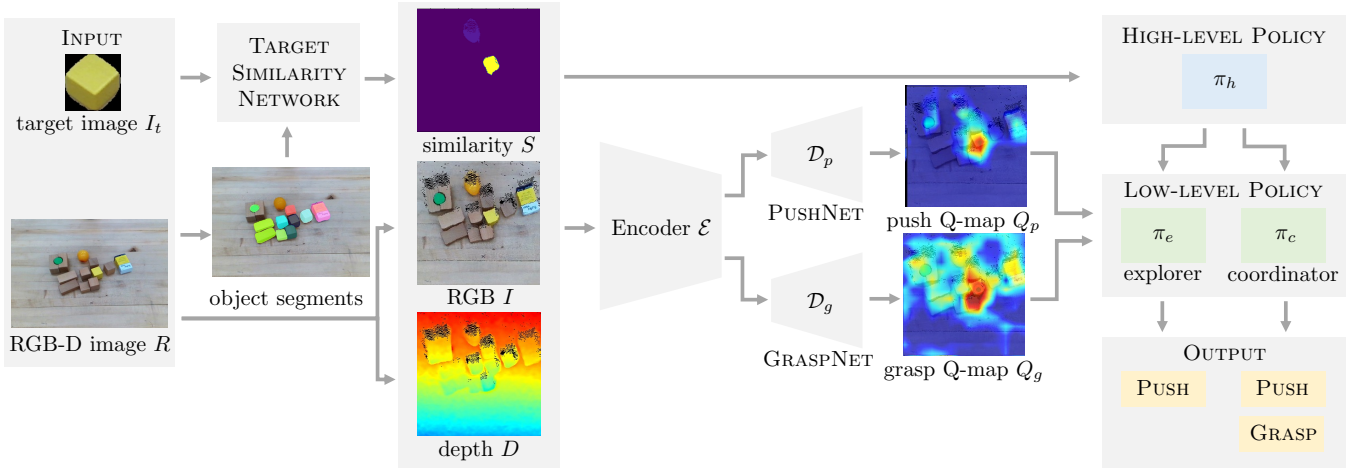 INPUT
target image I_t
RGB-D image R
TARGET
SIMILARITY
NETWORK
object segments
similarity S
RGB I
depth D
Encoder ℰ
𝒟_p
PUSHNET
𝒟_g
GRASPNET
push Q-map Q_p
grasp Q-map Q_g
HIGH-LEVEL POLICY
π_h
LOW-LEVEL POLICY
π_e
explorer
π_c
coordinator
OUTPUT
PUSH
PUSH
GRASP